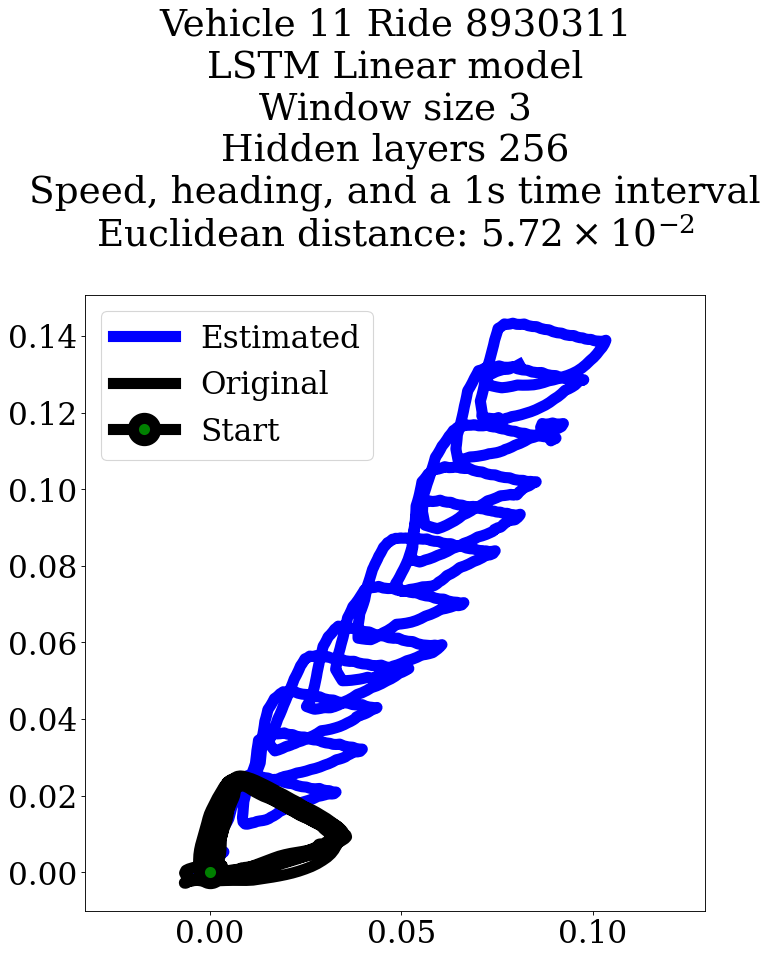 Vehicle 11 Ride 8930311
LSTM Linear model
Window size 3
Hidden layers 256
Speed, heading, and a 1s time interval
Euclidean distance: 5.72 × 10⁻²
Estimated
Original
Start
0.14
0.12
0.10
0.08
0.06
0.04
0.02
0.00
0.00 0.05 0.10